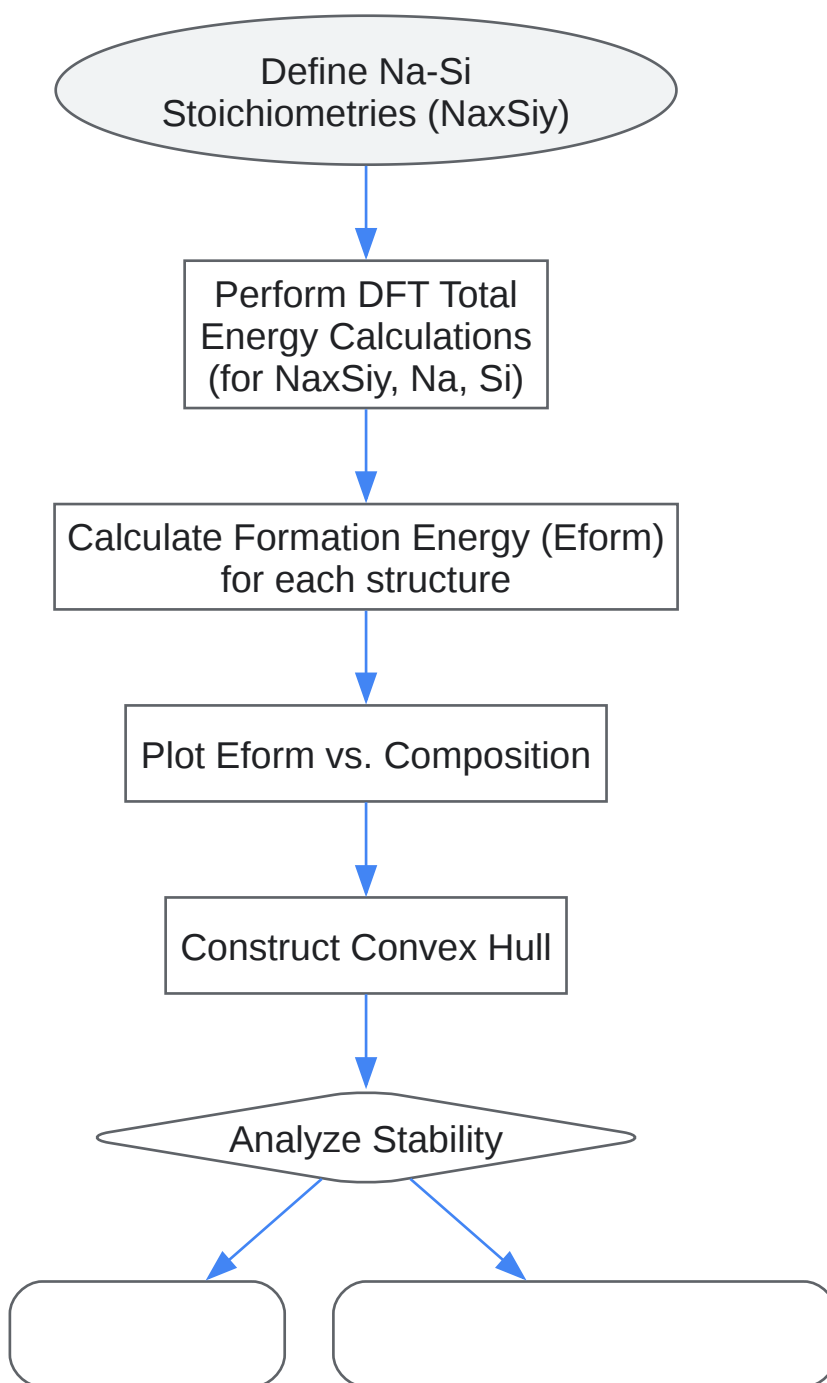 Define Na-Si
Stoichiometries (NaxSiy)
Perform DFT Total
Energy Calculations
(for NaxSiy, Na, Si)
Calculate Formation Energy (Eform)
for each structure
Plot Eform vs. Composition
Construct Convex Hull
Analyze Stability